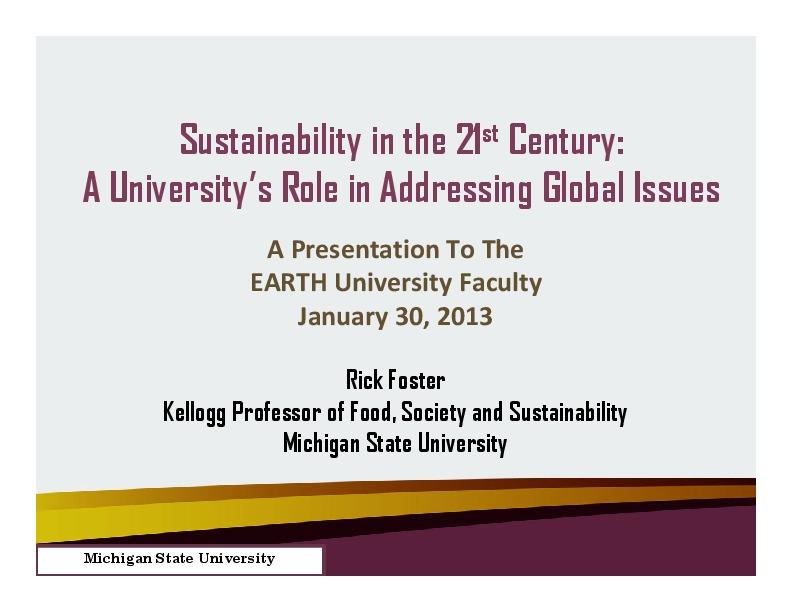 Sustainability in the 21st Century:
A University’s Role in Addressing Global Issues
A Presentation To The
EARTH University Faculty
January 30, 2013
Rick Foster
Kellogg Professor of Food, Society and Sustainability
Michigan State University
Michigan State University